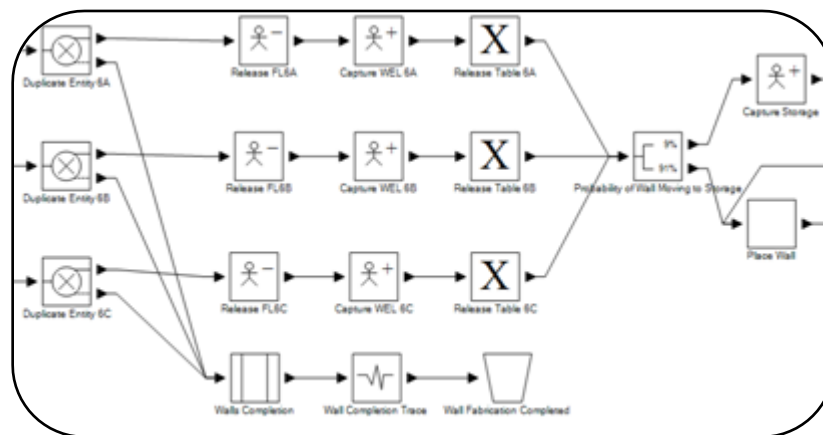 Duplicate Entity 6A
Release FL6A
Capture WEL 6A
X
Release Table 6A
Capture Storage
9%
91%
Probability of Wall Moving to Storage
Duplicate Entity 6B
Release FL6B
Capture WEL 6B
X
Release Table 6B
Place Wall
Duplicate Entity 6C
Release FL6C
Capture WEL 6C
X
Release Table 6C
Walls Completion
Wall Completion Trace
Wall Fabrication Completed